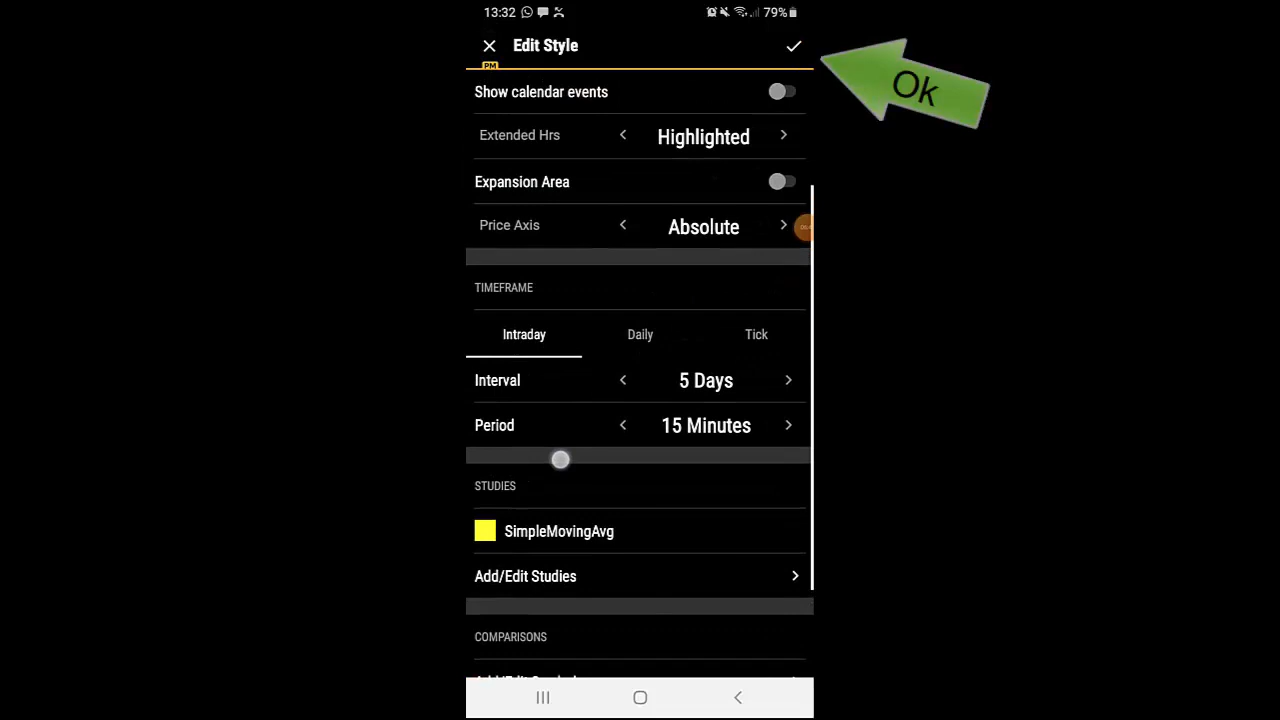 13:32 79%
Edit Style
Ok
PM
Show calendar events
Extended Hrs Highlighted
Expansion Area
Price Axis Absolute
TIMEFRAME
Intraday Daily Tick
Interval 5 Days
Period 15 Minutes
STUDIES
SimpleMovingAvg
Add/Edit Studies
COMPARISONS